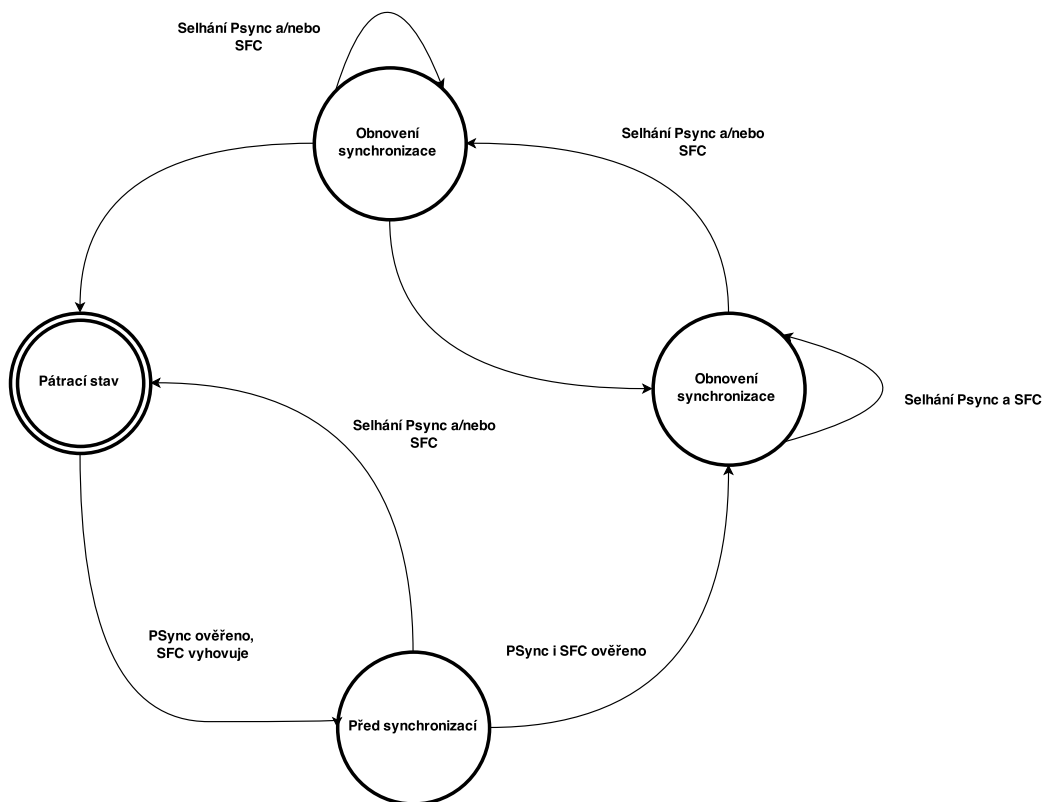 Selhání Psync a/nebo
SFC
Obnovení
synchronizace
Selhání Psync a/nebo
SFC
Pátrací stav
Obnovení
synchronizace
Selhání Psync a SFC
Selhání Psync a/nebo
SFC
PSync ověřeno,
SFC vyhovuje
PSync i SFC ověřeno
Před synchronizací